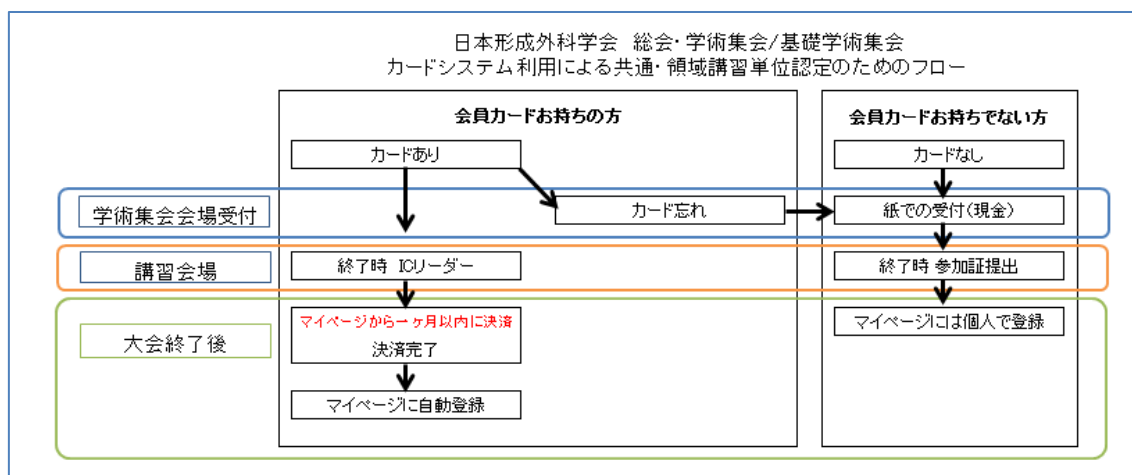 日本形成外科学会 総会・学術集会/基礎学術集会
カードシステム利用による共通・領域講習単位認定のためのフロー
会員カードお持ちの方
会員カードお持ちでない方
カードあり
カードなし
学術集会会場受付
カード忘れ
紙での受付(現金)
講習会場
終了時 ICリーダー
終了時 参加証提出
大会終了後
マイページから一ヶ月以内に決済
決済完了
マイページには個人で登録
マイページに自動登録